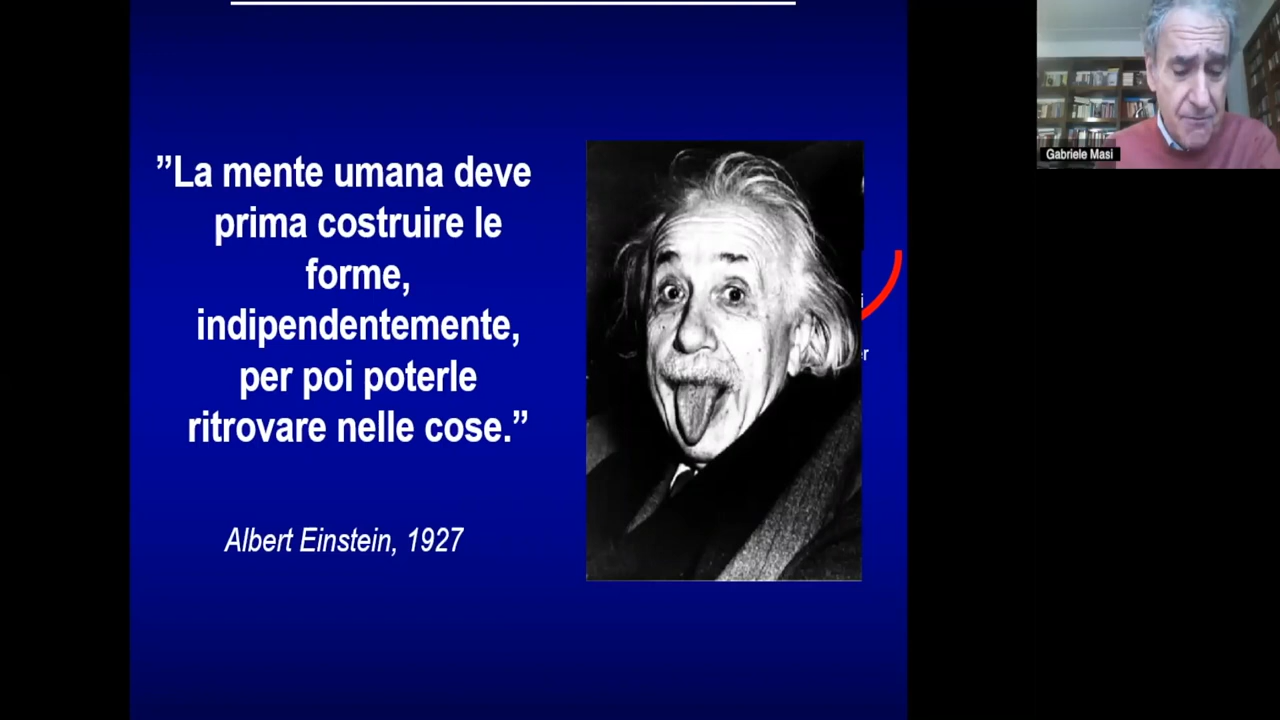 ”La mente umana deve
prima costruire le
forme,
indipendentemente,
per poi poterle
ritrovare nelle cose.”
Albert Einstein, 1927
Gabriele Masi